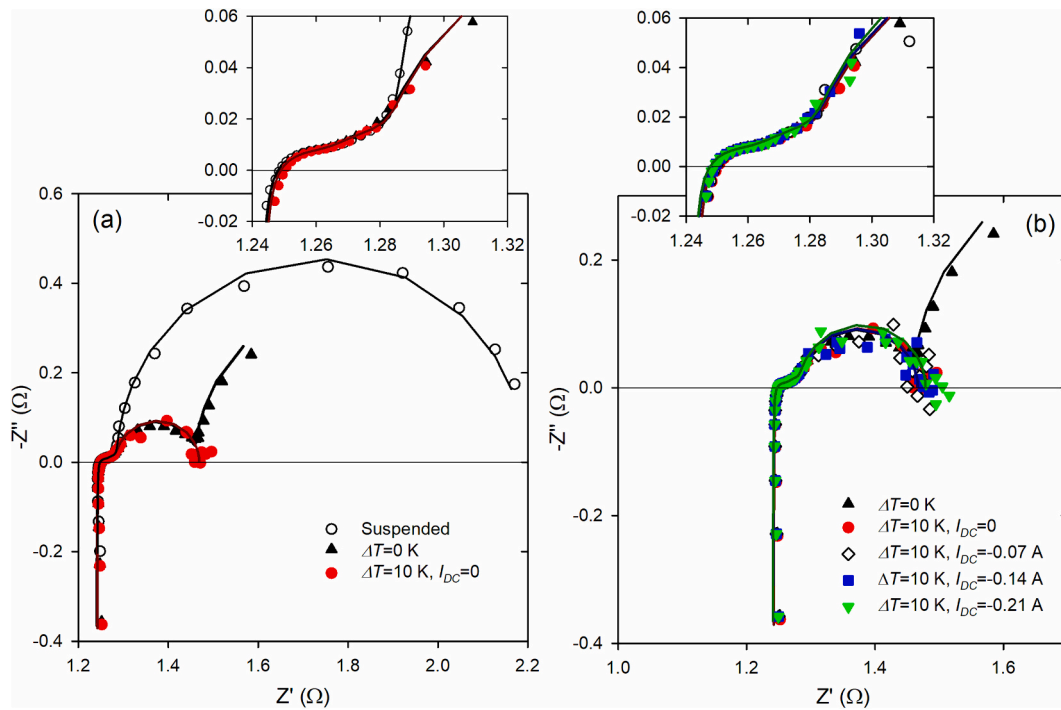 0.06
0.04
0.02
0.00
-0.02
1.24 1.26 1.28 1.30 1.32
(a)
0.6
0.4
0.2
0.0
-0.2
-0.4
-Z'' (Ω)
1.2 1.4 1.6 1.8 2.0 2.2
Z' (Ω)
Suspended
ΔT=0 K
ΔT=10 K, I_DC=0
0.06
0.04
0.02
0.00
-0.02
1.24 1.26 1.28 1.30 1.32
(b)
0.2
0.0
-0.2
-0.4
-Z'' (Ω)
1.0 1.2 1.4 1.6
Z' (Ω)
ΔT=0 K
ΔT=10 K, I_DC=0
ΔT=10 K, I_DC=-0.07 A
ΔT=10 K, I_DC=-0.14 A
ΔT=10 K, I_DC=-0.21 A